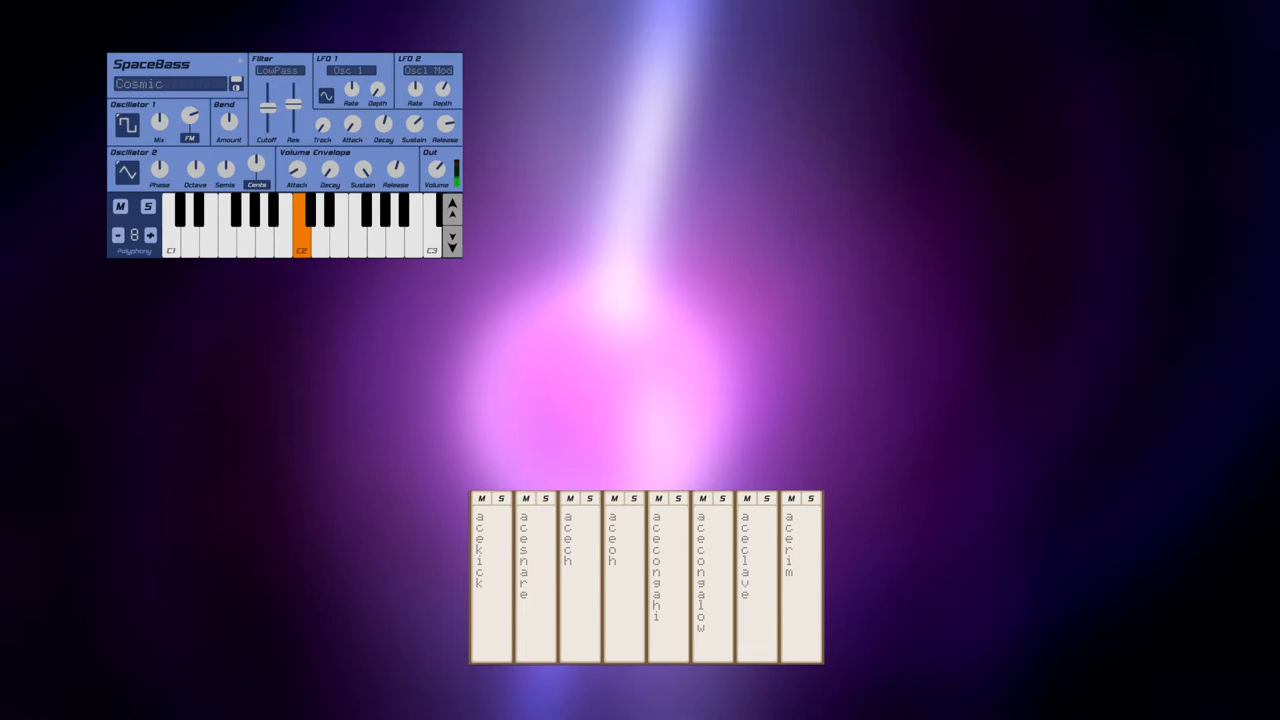 SpaceBass
Cosmic
Filter
LowPass
LFO 1
Osc 1
LFO 2
Osc1 Mod
Rate Depth Rate Depth
Oscillator 1
Bend
Mix FM Amount Cutoff Res Track Attack Decay Sustain Release
Oscillator 2
Volume Envelope
Out
Phase Octave Semis Cents Attack Decay Sustain Release Volume
M S
- 8 +
Polyphony
C1 C2 C3
M S M S M S M S M S M S M S M S
acekick
acesnare
acech
aceoh
acecongahi
acecongalow
aceclave
acerim